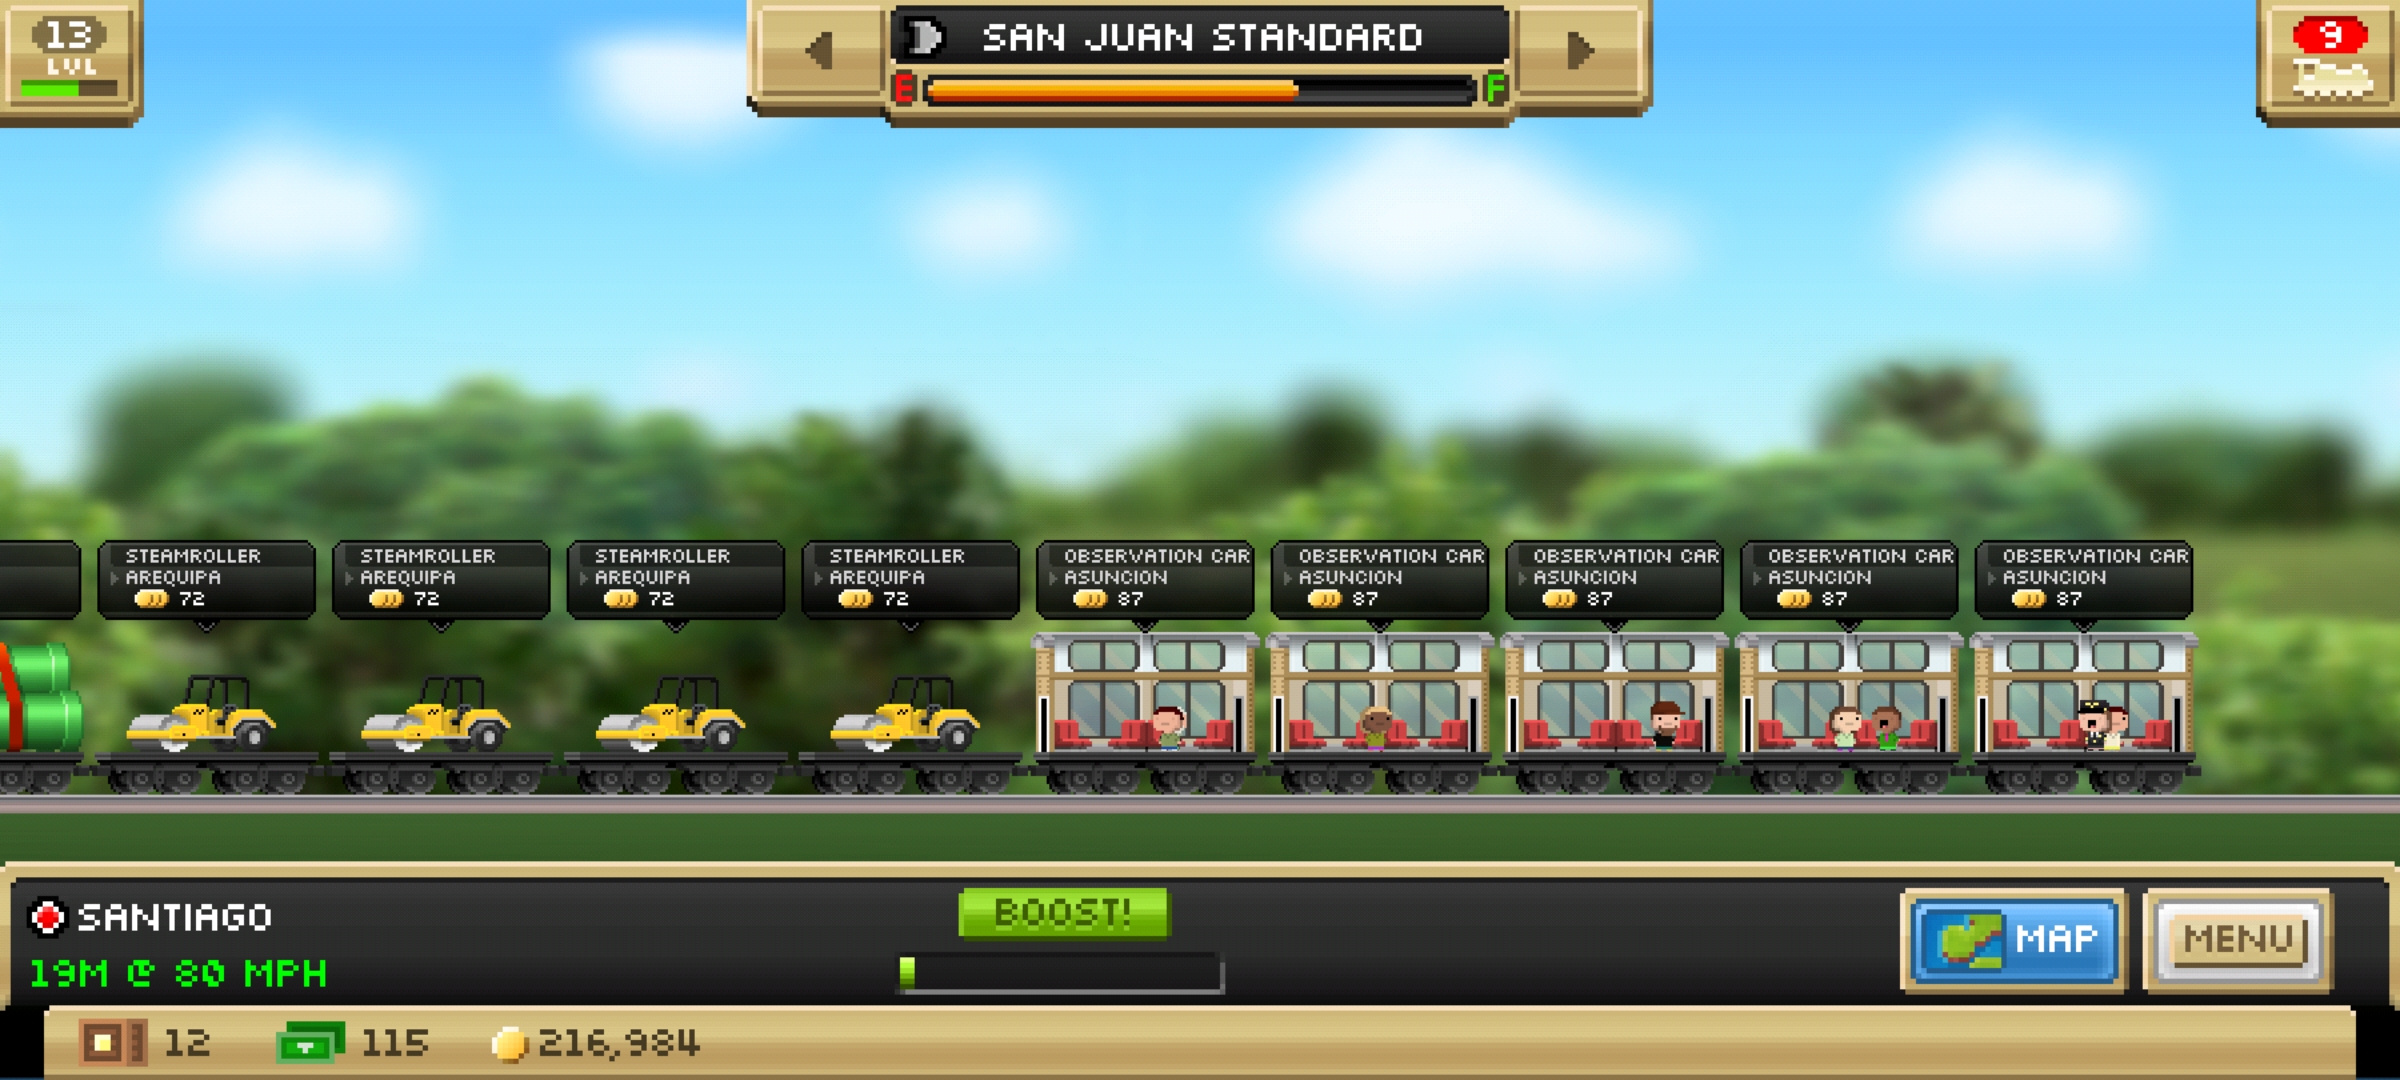 13
LVL
SAN JUAN STANDARD
E F
9
STEAMROLLER
AREQUIPA
72
STEAMROLLER
AREQUIPA
72
STEAMROLLER
AREQUIPA
72
STEAMROLLER
AREQUIPA
72
OBSERVATION CAR
ASUNCION
87
OBSERVATION CAR
ASUNCION
87
OBSERVATION CAR
ASUNCION
87
OBSERVATION CAR
ASUNCION
87
OBSERVATION CAR
ASUNCION
87
SANTIAGO
19M @ 80 MPH
BOOST!
MAP
MENU
12 115 216,984